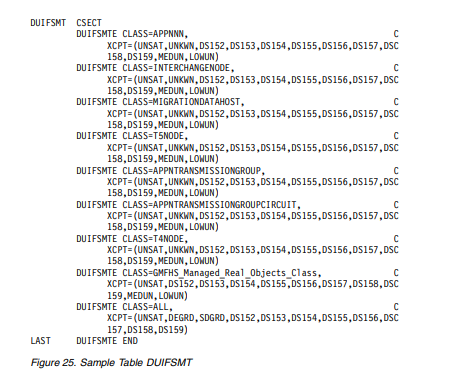 DUIFSMT CSECT
DUIFSMTE CLASS=APPNNN, C
XCPT=(UNSAT,UNKWN,DS152,DS153,DS154,DS155,DS156,DS157,DSC
158,DS159,MEDUN,LOWUN)
DUIFSMTE CLASS=INTERCHANGENODE, C
XCPT=(UNSAT,UNKWN,DS152,DS153,DS154,DS155,DS156,DS157,DSC
158,DS159,MEDUN,LOWUN)
DUIFSMTE CLASS=MIGRATIONDATAHOST, C
XCPT=(UNSAT,UNKWN,DS152,DS153,DS154,DS155,DS156,DS157,DSC
158,DS159,MEDUN,LOWUN)
DUIFSMTE CLASS=T5NODE, C
XCPT=(UNSAT,UNKWN,DS152,DS153,DS154,DS155,DS156,DS157,DSC
158,DS159,MEDUN,LOWUN)
DUIFSMTE CLASS=APPNTRANSMISSIONGROUP, C
XCPT=(UNSAT,UNKWN,DS152,DS153,DS154,DS155,DS156,DS157,DSC
158,DS159,MEDUN,LOWUN)
DUIFSMTE CLASS=APPNTRANSMISSIONGROUPCIRCUIT, C
XCPT=(UNSAT,UNKWN,DS152,DS153,DS154,DS155,DS156,DS157,DSC
158,DS159,MEDUN,LOWUN)
DUIFSMTE CLASS=T4NODE, C
XCPT=(UNSAT,UNKWN,DS152,DS153,DS154,DS155,DS156,DS157,DSC
158,DS159,MEDUN,LOWUN)
DUIFSMTE CLASS=GMFHS_Managed_Real_Objects_Class, C
XCPT=(UNSAT,DS152,DS153,DS154,DS155,DS156,DS157,DS158,DSC
159,MEDUN,LOWUN)
DUIFSMTE CLASS=ALL, C
XCPT=(UNSAT,DEGRD,SDGRD,DS152,DS153,DS154,DS155,DS156,DSC
157,DS158,DS159)
LAST DUIFSMTE END
Figure 25. Sample Table DUIFSMT